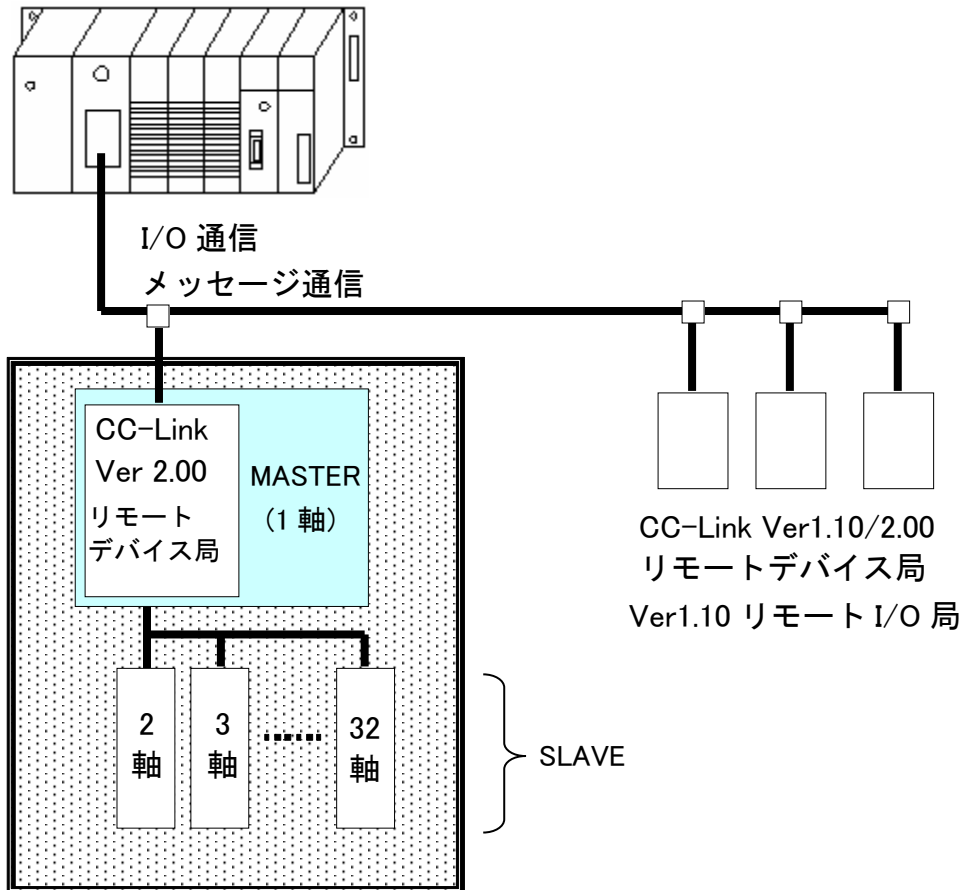 I/O 通信
メッセージ通信
CC-Link
Ver 2.00
リモート
デバイス局
MASTER
(1 軸)
CC-Link Ver1.10/2.00
リモートデバイス局
Ver1.10 リモート I/O 局
2
軸
3
軸
32
軸
SLAVE